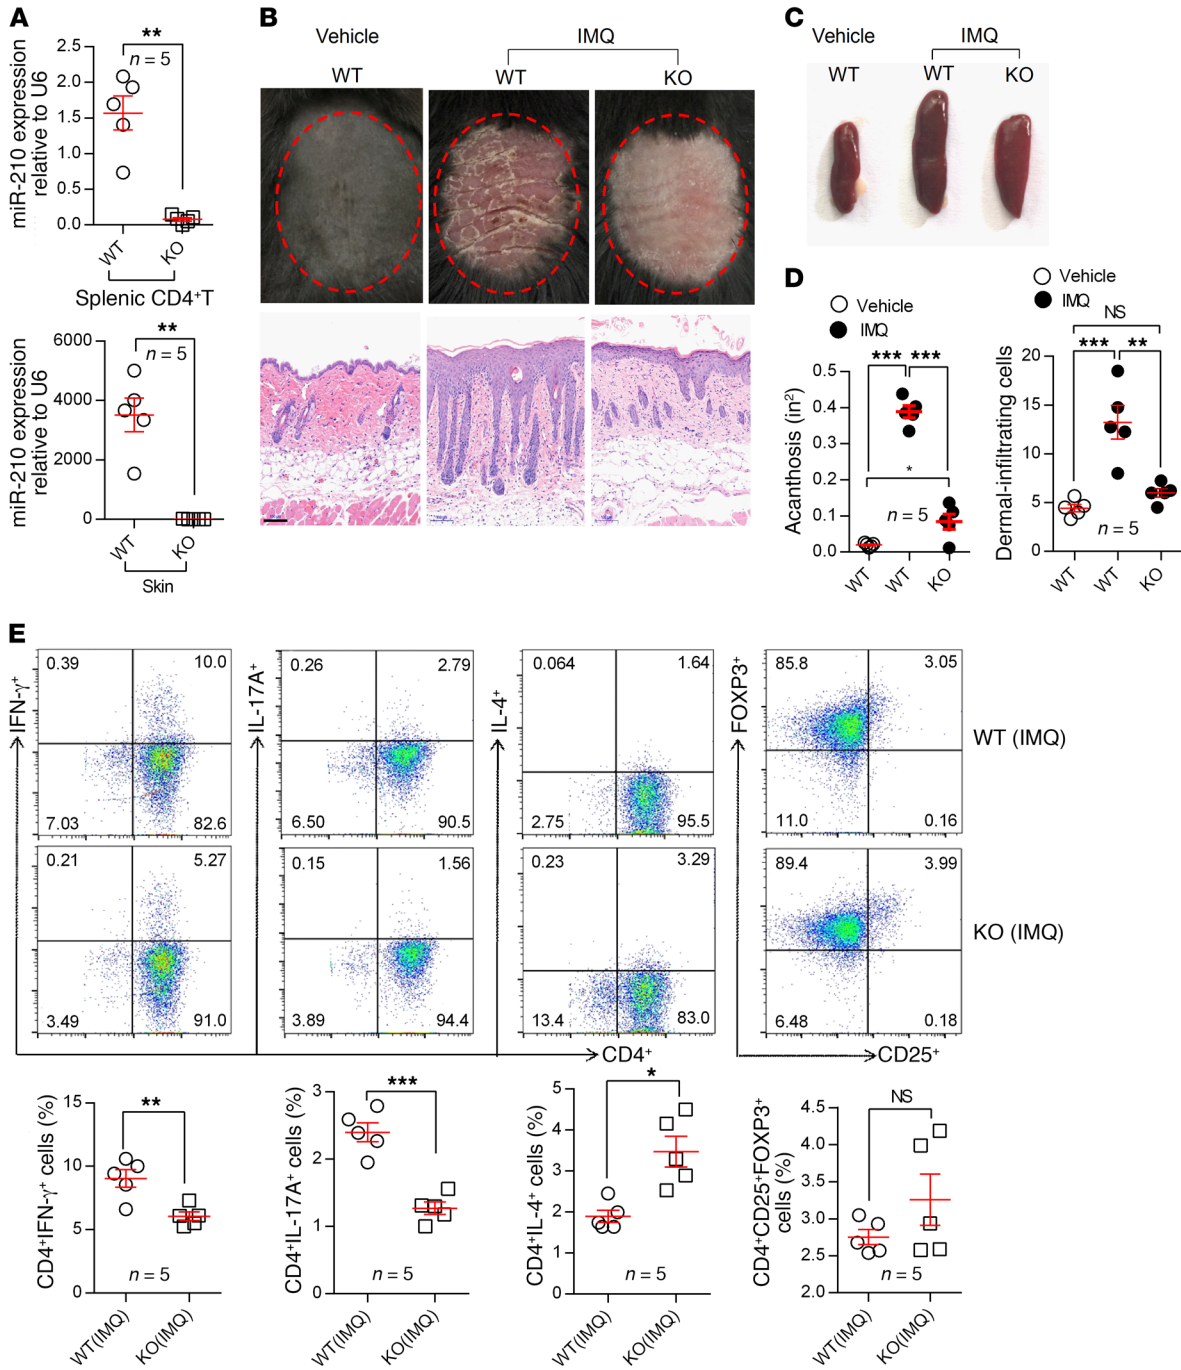 A
miR-210 expression
relative to U6
2.5
2.0
1.5
1.0
0.5
0.0
**
n = 5
WT
KO
Splenic CD4+T
miR-210 expression
relative to U6
6000
4000
2000
0
**
n = 5
WT
KO
Skin
B
Vehicle
IMQ
WT
WT
KO
C
Vehicle
IMQ
WT
WT
KO
D
Vehicle
IMQ
Acanthosis (in²)
0.5
0.4
0.3
0.2
0.1
0.0
*** ***
*
n = 5
WT
WT
KO
Vehicle
IMQ
Dermal-infiltrating cells
20
15
10
5
0
NS
*** **
n = 5
WT
WT
KO
E
IFN-γ+
0.39 10.0
7.03 82.6
IL-17A+
0.26 2.79
6.50 90.5
IL-4+
0.064 1.64
2.75 95.5
FOXP3+
85.8 3.05
11.0 0.16
WT (IMQ)
0.21 5.27
3.49 91.0
0.15 1.56
3.89 94.4
0.23 3.29
13.4 83.0
89.4 3.99
6.48 0.18
KO (IMQ)
CD4+
CD25+
CD4+IFN-γ+ cells (%)
15
10
5
0
**
n = 5
WT(IMQ)
KO(IMQ)
CD4+IL-17A+ cells (%)
3
2
1
0
***
n = 5
WT(IMQ)
KO(IMQ)
CD4+IL-4+ cells (%)
5
4
3
2
1
0
*
n = 5
WT(IMQ)
KO(IMQ)
CD4+CD25+FOXP3+
cells (%)
4.5
4.0
3.5
3.0
2.5
2.0
NS
n = 5
WT(IMQ)
KO(IMQ)